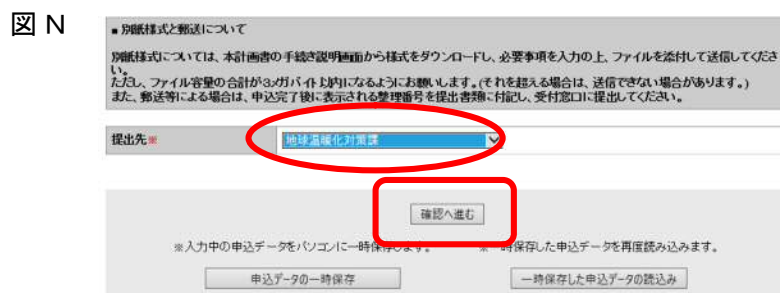 図 N
■ 別紙様式と郵送について
別紙様式については、本計画書の手続き説明画面から様式をダウンロードし、必要事項を入力の上、ファイルを添付して送信してくださ
い。
ただし、ファイル容量の合計が3メガバイト以内になるようにお願いします。(それを超える場合は、送信できない場合があります。)
また、郵送等による場合は、申込完了後に表示される整理番号を提出書類に付記し、受付窓口に提出してください。
提出先※
地球温暖化対策課
確認へ進む
※入力中の申込データをパソコンに一時保存します。
※一時保存した申込データを再度読み込みます。
申込データの一時保存
一時保存した申込データの読込み